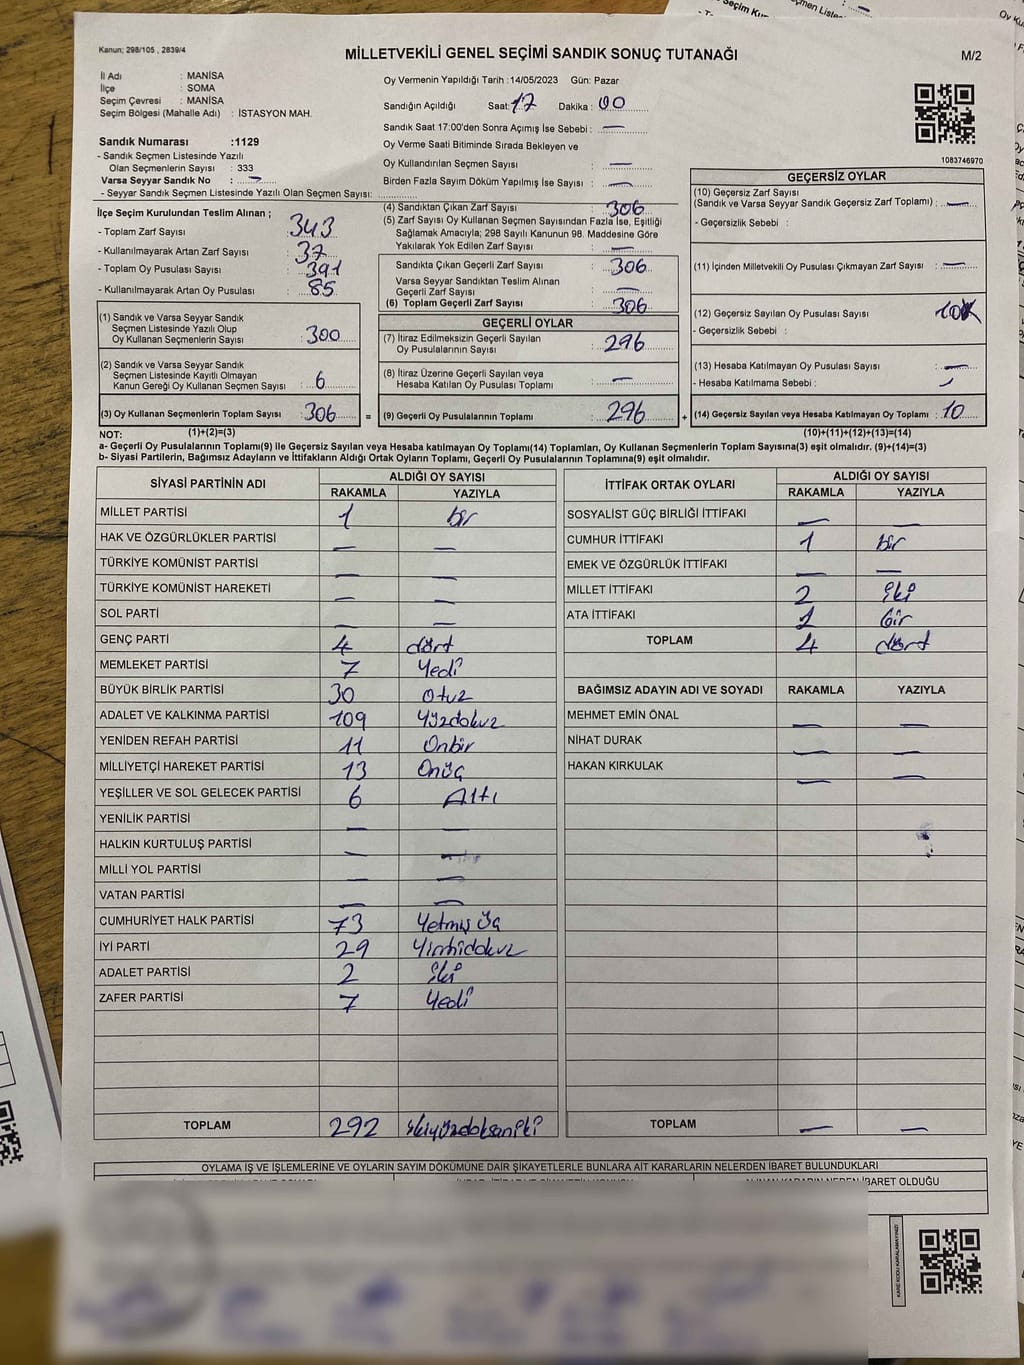 Kanun; 298/105 , 2839/4
MİLLETVEKİLİ GENEL SEÇİMİ SANDIK SONUÇ TUTANAĞI
M/2
İl Adı : MANİSA
İlçe : SOMA
Seçim Çevresi : MANİSA
Seçim Bölgesi (Mahalle Adı) : İSTASYON MAH.
Sandık Numarası :1129
- Sandık Seçmen Listesinde Yazılı
Olan Seçmenlerin Sayısı : 333
Varsa Seyyar Sandık No : —
- Seyyar Sandık Seçmen Listesinde Yazılı Olan Seçmen Sayısı:
Oy Vermenin Yapıldığı Tarih :14/05/2023 Gün: Pazar
Sandığın Açıldığı Saat: 17 Dakika : 00
Sandık Saat 17:00'den Sonra Açımış İse Sebebi : —
Oy Verme Saati Bitiminde Sırada Bekleyen ve
Oy Kullandırılan Seçmen Sayısı : —
Birden Fazla Sayım Döküm Yapılmış İse Sayısı : —
1083746970
İlçe Seçim Kurulundan Teslim Alınan ;
- Toplam Zarf Sayısı : 343
- Kullanılmayarak Artan Zarf Sayısı : 37
- Toplam Oy Pusulası Sayısı : 391
- Kullanılmayarak Artan Oy Pusulası : 85
(4) Sandıktan Çıkan Zarf Sayısı : 306
(5) Zarf Sayısı Oy Kullanan Seçmen Sayısından Fazla İse, Eşitliği
Sağlamak Amacıyla; 298 Sayılı Kanunun 98. Maddesine Göre
Yakılarak Yok Edilen Zarf Sayısı : —
Sandıkta Çıkan Geçerli Zarf Sayısı : 306
Varsa Seyyar Sandıktan Teslim Alınan
Geçerli Zarf Sayısı : —
(6) Toplam Geçerli Zarf Sayısı : 306
GEÇERSİZ OYLAR
(10) Geçersiz Zarf Sayısı
(Sandık ve Varsa Seyyar Sandık Geçersiz Zarf Toplamı) : —
- Geçersizlik Sebebi :
(11) İçinden Milletvekili Oy Pusulası Çıkmayan Zarf Sayısı : —
(12) Geçersiz Sayılan Oy Pusulası Sayısı : 10
- Geçersizlik Sebebi :
(13) Hesaba Katılmayan Oy Pusulası Sayısı : —
- Hesaba Katılmama Sebebi :
(14) Geçersiz Sayılan veya Hesaba Katılmayan Oy Toplamı : 10
(1) Sandık ve Varsa Seyyar Sandık
Seçmen Listesinde Yazılı Olup
Oy Kullanan Seçmenlerin Sayısı : 300
(2) Sandık ve Varsa Seyyar Sandık
Seçmen Listesinde Kayıtlı Olmayan
Kanun Gereği Oy Kullanan Seçmen Sayısı : 6
(3) Oy Kullanan Seçmenlerin Toplam Sayısı : 306 =
GEÇERLİ OYLAR
(7) İtiraz Edilmeksizin Geçerli Sayılan
Oy Pusulalarının Sayısı : 296
(8) İtiraz Üzerine Geçerli Sayılan veya
Hesaba Katılan Oy Pusulası Toplamı : —
(9) Geçerli Oy Pusulalarının Toplamı : 296 +
NOT: (1)+(2)=(3) (10)+(11)+(12)+(13)=(14)
a- Geçerli Oy Pusulalarının Toplamı(9) ile Geçersiz Sayılan veya Hesaba katılmayan Oy Toplamı(14) Toplamları, Oy Kullanan Seçmenlerin Toplam Sayısına(3) eşit olmalıdır. (9)+(14)=(3)
b- Siyasi Partilerin, Bağımsız Adayların ve İttifakların Aldığı Ortak Oyların Toplamı, Geçerli Oy Pusulalarının Toplamına(9) eşit olmalıdır.
SİYASİ PARTİNİN ADI ALDIĞI OY SAYISI
RAKAMLA YAZIYLA
MİLLET PARTİSİ 1 bir
HAK VE ÖZGÜRLÜKLER PARTİSİ — —
TÜRKİYE KOMÜNİST PARTİSİ — —
TÜRKİYE KOMÜNİST HAREKETİ — —
SOL PARTİ — —
GENÇ PARTİ 4 dört
MEMLEKET PARTİSİ 7 Yedi
BÜYÜK BİRLİK PARTİSİ 30 Otuz
ADALET VE KALKINMA PARTİSİ 109 Yüzdokuz
YENİDEN REFAH PARTİSİ 11 Onbir
MİLLİYETÇİ HAREKET PARTİSİ 13 Onüç
YEŞİLLER VE SOL GELECEK PARTİSİ 6 Altı
YENİLİK PARTİSİ — —
HALKIN KURTULUŞ PARTİSİ — —
MİLLİ YOL PARTİSİ — —
VATAN PARTİSİ — —
CUMHURİYET HALK PARTİSİ 73 Yetmiş üç
İYİ PARTİ 29 Yirmidokuz
ADALET PARTİSİ 2 iki
ZAFER PARTİSİ 7 Yedi
TOPLAM 292 ikiyüzdoksaniki
İTTİFAK ORTAK OYLARI ALDIĞI OY SAYISI
RAKAMLA YAZIYLA
SOSYALİST GÜÇ BİRLİĞİ İTTİFAKI — —
CUMHUR İTTİFAKI 1 bir
EMEK VE ÖZGÜRLÜK İTTİFAKI — —
MİLLET İTTİFAKI 2 iki
ATA İTTİFAKI 1 bir
TOPLAM 4 dört
BAĞIMSIZ ADAYIN ADI VE SOYADI RAKAMLA YAZIYLA
MEHMET EMİN ÖNAL — —
NİHAT DURAK — —
HAKAN KIRKULAK — —
TOPLAM — —
OYLAMA İŞ VE İŞLEMLERİNE VE OYLARIN SAYIM DÖKÜMÜNE DAİR ŞİKAYETLERLE BUNLARA AİT KARARLARIN NELERDEN İBARET BULUNDUKLARI
ALINAN KARARIN NEDEN İBARET OLDUĞU